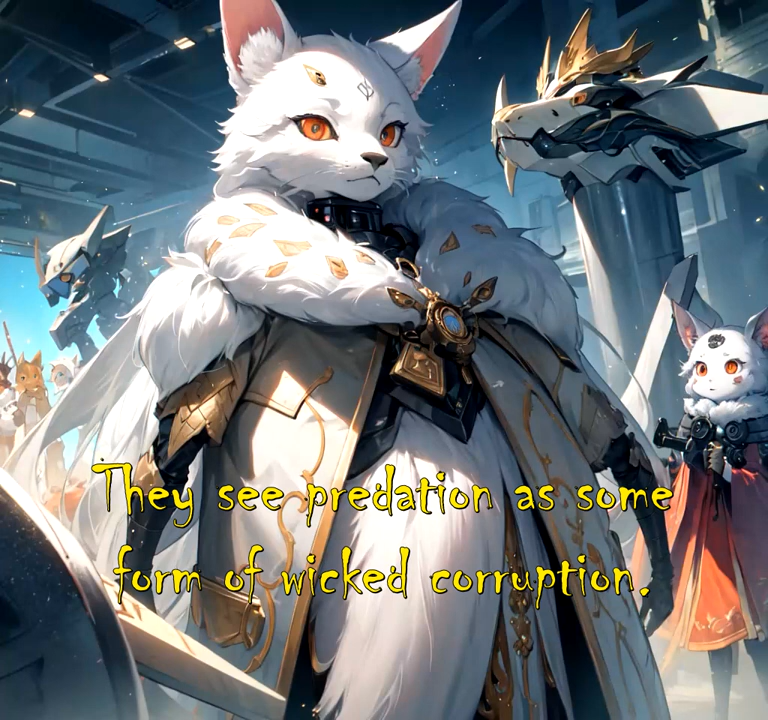 They see predation as some
form of wicked corruption.